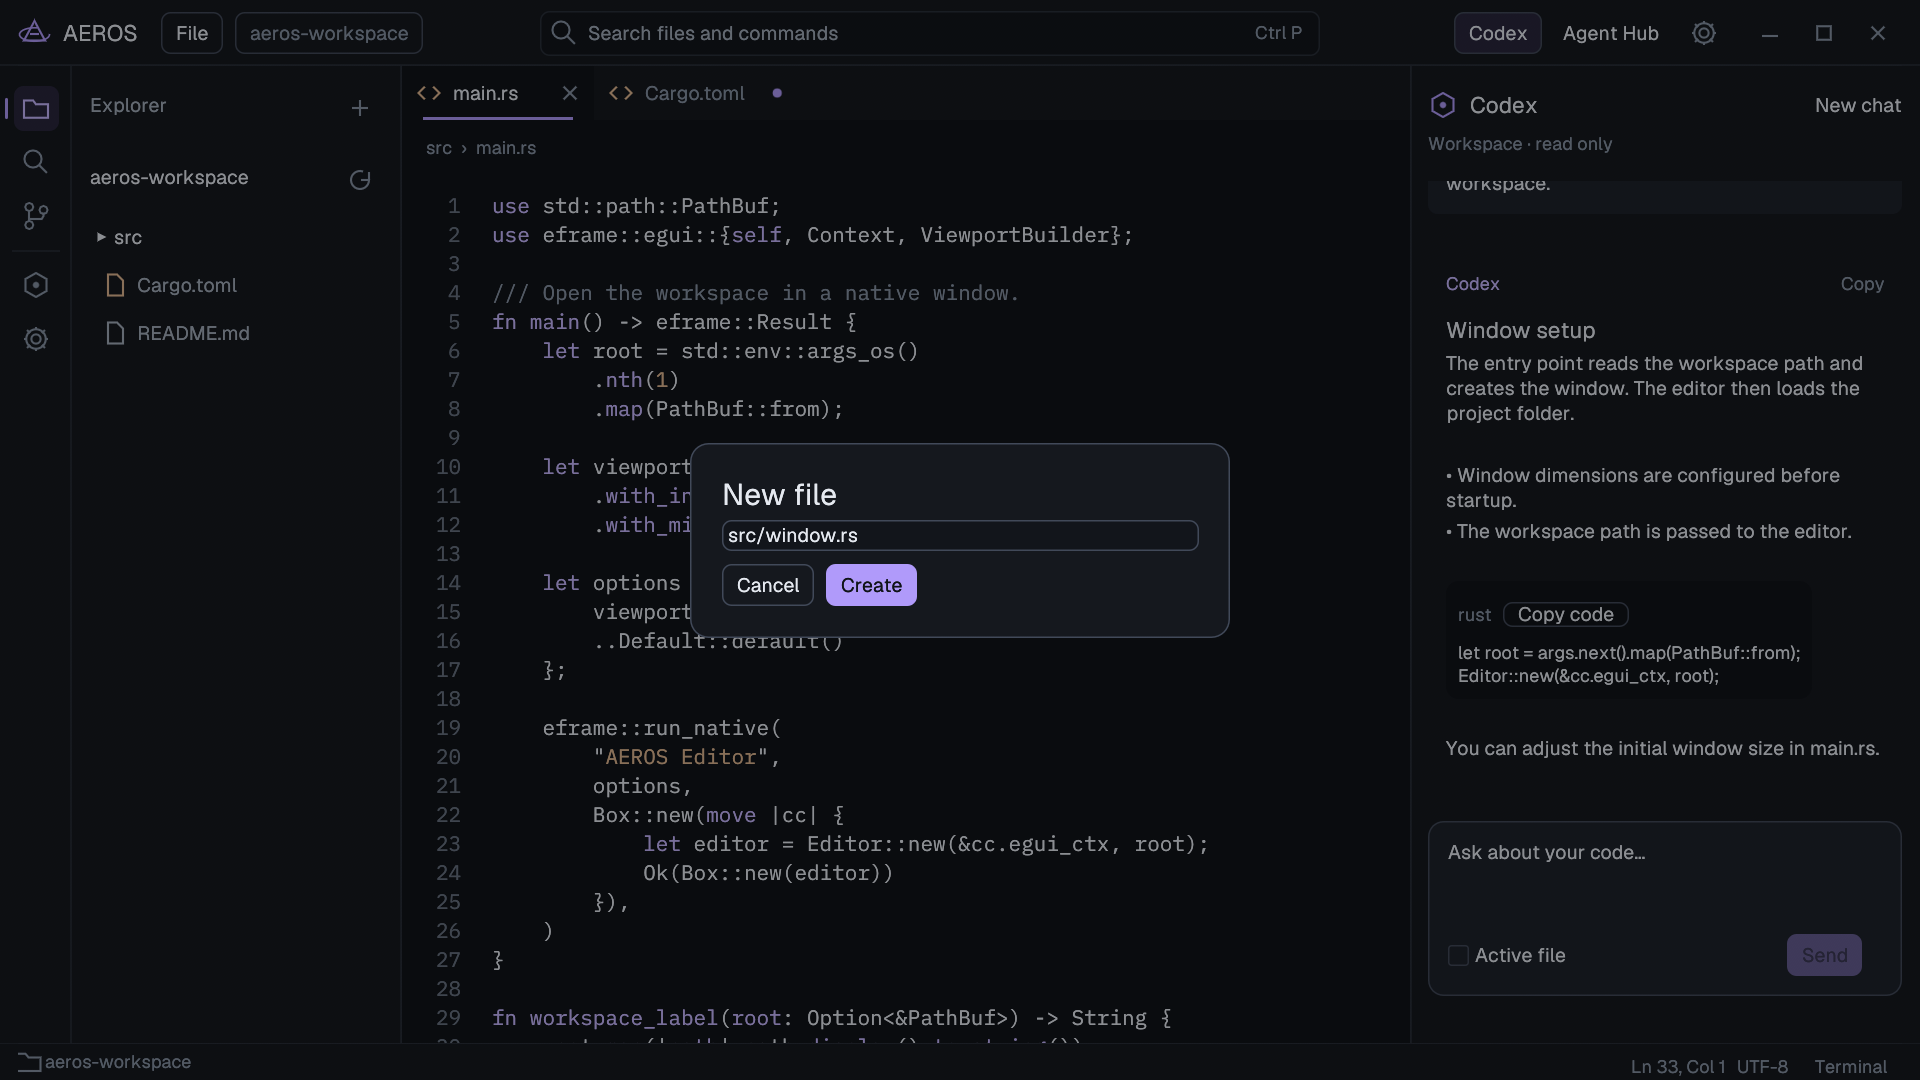 AEROS
File
aeros-workspace
Search files and commands
Ctrl P
Codex
Agent Hub
Explorer
aeros-workspace
src
Cargo.toml
README.md
main.rs
Cargo.toml
src › main.rs
1 use std::path::PathBuf;
2 use eframe::egui::{self, Context, ViewportBuilder};
3
4 /// Open the workspace in a native window.
5 fn main() -> eframe::Result {
6 let root = std::env::args_os()
7 .nth(1)
8 .map(PathBuf::from);
9
10 let viewport
11 .with_in
12 .with_mi
13
14 let options
15 viewport
16 ..Default::default()
17 };
18
19 eframe::run_native(
20 "AEROS Editor",
21 options,
22 Box::new(move |cc| {
23 let editor = Editor::new(&cc.egui_ctx, root);
24 Ok(Box::new(editor))
25 }),
26 )
27 }
28
29 fn workspace_label(root: Option<&PathBuf>) -> String {
New file
src/window.rs
Cancel
Create
Codex
New chat
Workspace · read only
workspace.
Codex
Copy
Window setup
The entry point reads the workspace path and
creates the window. The editor then loads the
project folder.
• Window dimensions are configured before
startup.
• The workspace path is passed to the editor.
rust
Copy code
let root = args.next().map(PathBuf::from);
Editor::new(&cc.egui_ctx, root);
You can adjust the initial window size in main.rs.
Ask about your code…
Active file
Send
aeros-workspace
Ln 33, Col 1
UTF-8
Terminal